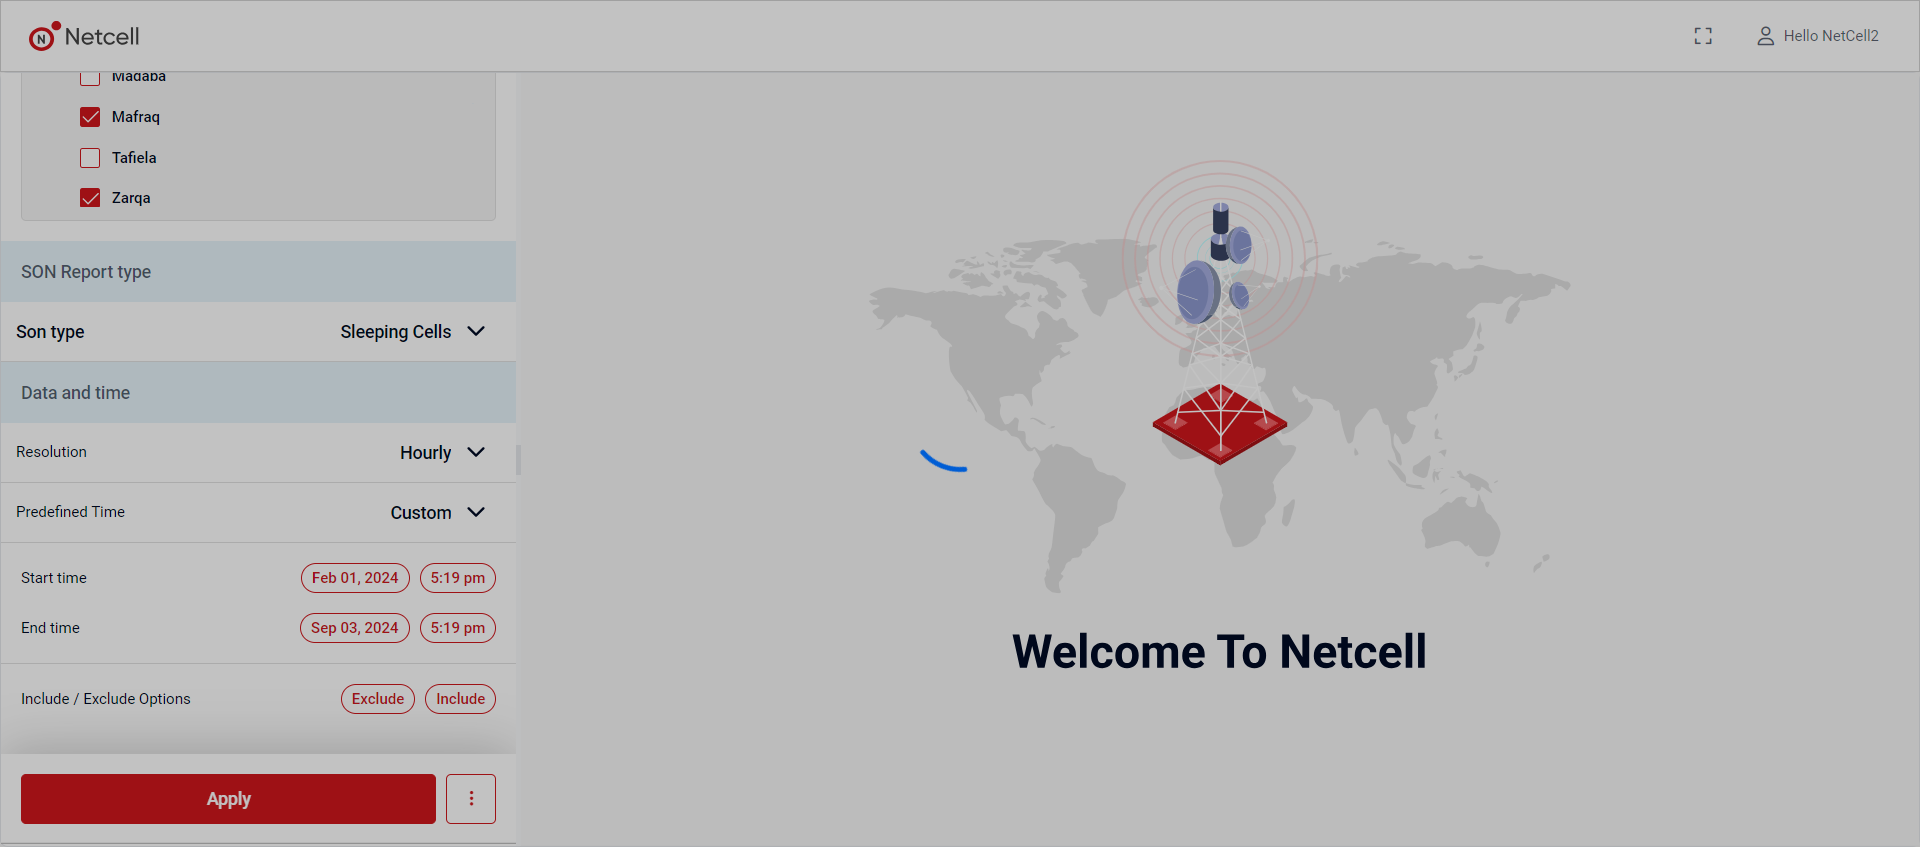 N Netcell
Hello NetCell2
Madaba
Mafraq
Tafiela
Zarqa
SON Report type
Son type Sleeping Cells
Data and time
Resolution Hourly
Predefined Time Custom
Start time Feb 01, 2024 5:19 pm
End time Sep 03, 2024 5:19 pm
Include / Exclude Options Exclude Include
Apply
Welcome To Netcell